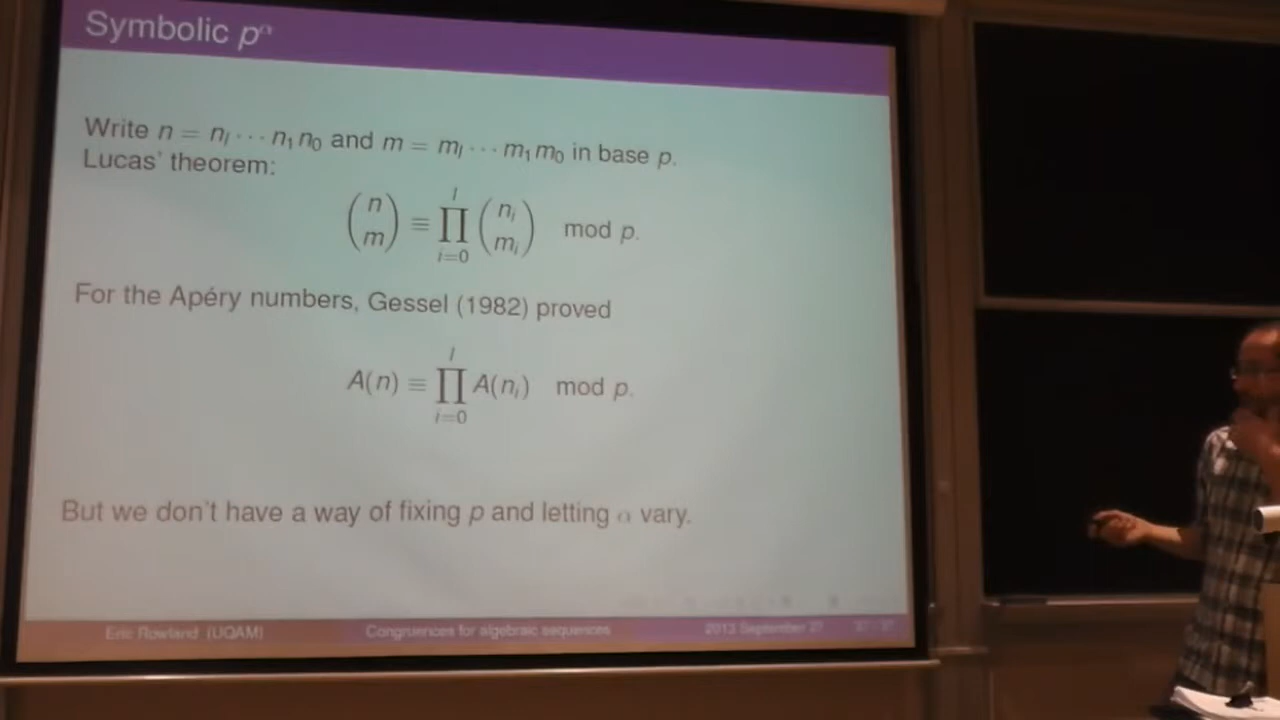 Symbolic pᵅ
Write n = nₗ ··· n₁n₀ and m = mₗ ··· m₁m₀ in base p.
Lucas' theorem:
(n m) ≡ ∏_{i=0}^{l} (nᵢ mᵢ) mod p.
For the Apéry numbers, Gessel (1982) proved
A(n) ≡ ∏_{i=0}^{l} A(nᵢ) mod p.
But we don't have a way of fixing p and letting α vary.
Eric Rowland (UQAM) Congruences for algebraic sequences 2013 September 27